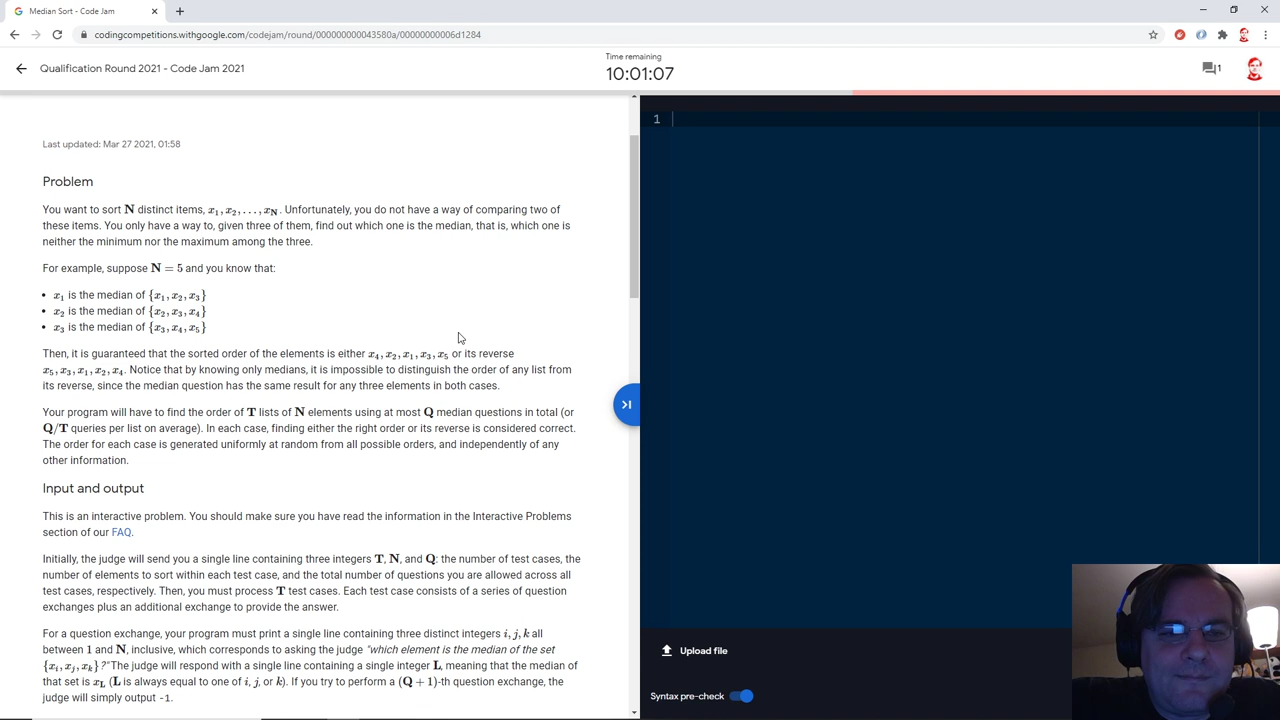 Median Sort - Code Jam
codingcompetitions.withgoogle.com/codejam/round/000000000043580a/00000000006d1284
Qualification Round 2021 - Code Jam 2021
Time remaining
10:01:07
1
Last updated: Mar 27 2021, 01:58
Problem
You want to sort N distinct items, x₁, x₂, . . . , x_N. Unfortunately, you do not have a way of comparing two of
these items. You only have a way to, given three of them, find out which one is the median, that is, which one is
neither the minimum nor the maximum among the three.
For example, suppose N = 5 and you know that:
• x₁ is the median of {x₁, x₂, x₃}
• x₂ is the median of {x₂, x₃, x₄}
• x₃ is the median of {x₃, x₄, x₅}
Then, it is guaranteed that the sorted order of the elements is either x₄, x₂, x₁, x₃, x₅ or its reverse
x₅, x₃, x₁, x₂, x₄. Notice that by knowing only medians, it is impossible to distinguish the order of any list from
its reverse, since the median question has the same result for any three elements in both cases.
Your program will have to find the order of T lists of N elements using at most Q median questions in total (or
Q/T queries per list on average). In each case, finding either the right order or its reverse is considered correct.
The order for each case is generated uniformly at random from all possible orders, and independently of any
other information.
Input and output
This is an interactive problem. You should make sure you have read the information in the Interactive Problems
section of our FAQ.
Initially, the judge will send you a single line containing three integers T, N, and Q: the number of test cases, the
number of elements to sort within each test case, and the total number of questions you are allowed across all
test cases, respectively. Then, you must process T test cases. Each test case consists of a series of question
exchanges plus an additional exchange to provide the answer.
For a question exchange, your program must print a single line containing three distinct integers i, j, k all
between 1 and N, inclusive, which corresponds to asking the judge "which element is the median of the set
{xᵢ, xⱼ, xₖ}?" The judge will respond with a single line containing a single integer L, meaning that the median of
that set is x_L (L is always equal to one of i, j, or k). If you try to perform a (Q + 1)-th question exchange, the
judge will simply output -1.
1
Upload file
Syntax pre-check